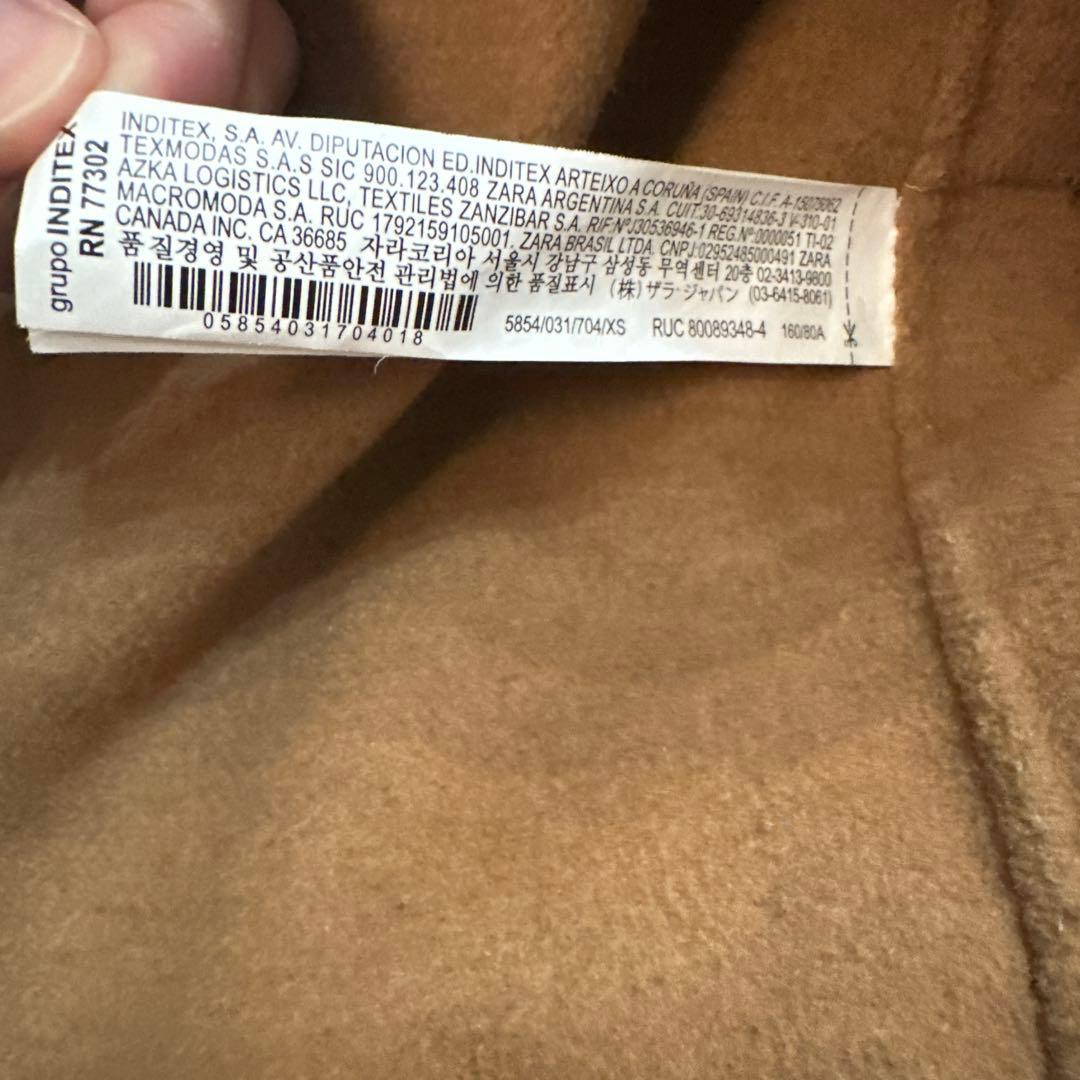 grupo INDITEX
RN 77302
INDITEX, S.A. AV. DIPUTACION ED.INDITEX ARTEIXO A CORUÑA (SPAIN) C.I.F. A-15075062
TEXMODAS S.A.S SIC 900.123.408 ZARA ARGENTINA S.A. CUIT.30-69314836-3 V-310-01
AZKA LOGISTICS LLC, TEXTILES ZANZIBAR S.A. RIF:Nº J30536946-1 REG.Nº:0000051 TI-02
MACROMODA S.A. RUC 1792159105001. ZARA BRASIL LTDA. CNPJ:02952485000491 ZARA
CANADA INC. CA 36685 자라코리아 서울시 강남구 삼성동 무역센터 20층 02-3413-9800
품질경영 및 공산품안전 관리법에 의한 품질표시 (株) ザラ・ジャパン (03-6415-8061)
05854031704018
5854/031/704/XS RUC 80089348-4 160/80A